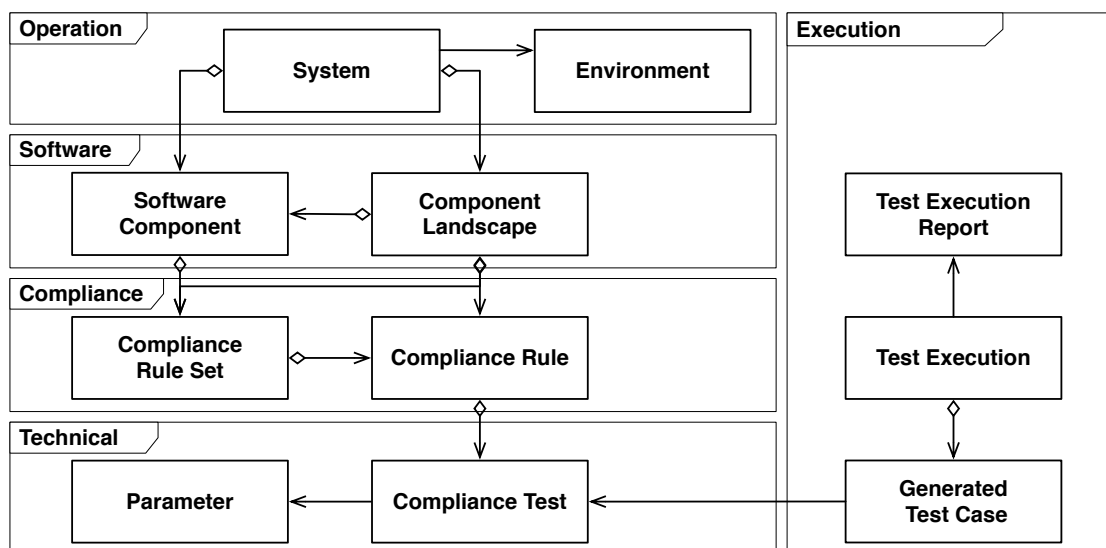 Operation
System
Environment
Software
Software
Component
Component
Landscape
Compliance
Compliance
Rule Set
Compliance Rule
Technical
Parameter
Compliance Test
Execution
Test Execution
Report
Test Execution
Generated
Test Case